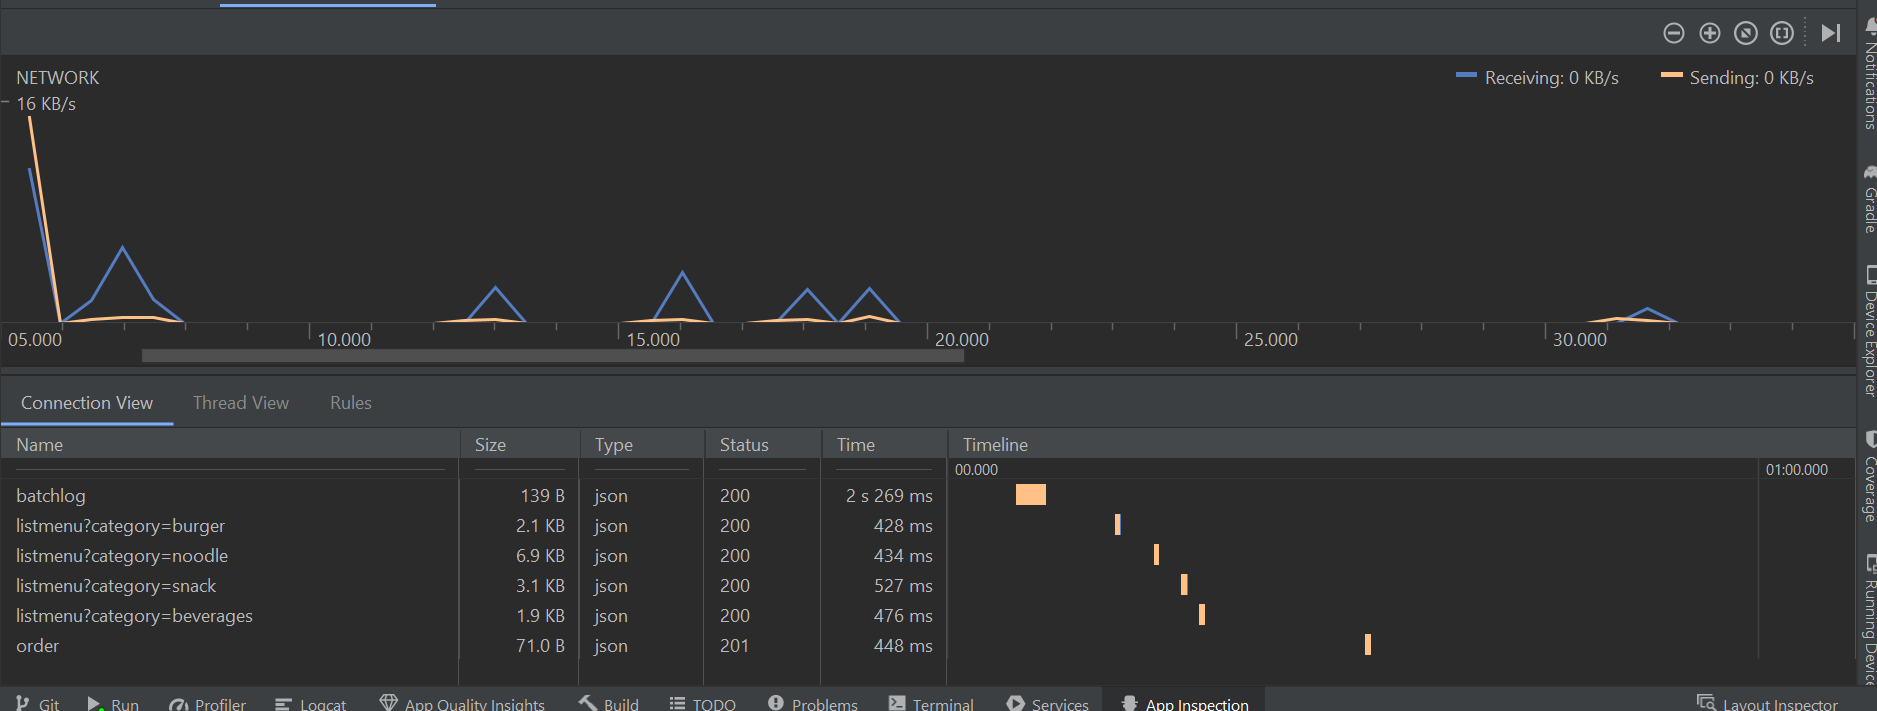 NETWORK
16 KB/s
Receiving: 0 KB/s
Sending: 0 KB/s
05.000
10.000
15.000
20.000
25.000
30.000
Connection View
Thread View
Rules
Name Size Type Status Time Timeline
00.000 01:00.000
batchlog 139 B json 200 2 s 269 ms
listmenu?category=burger 2.1 KB json 200 428 ms
listmenu?category=noodle 6.9 KB json 200 434 ms
listmenu?category=snack 3.1 KB json 200 527 ms
listmenu?category=beverages 1.9 KB json 200 476 ms
order 71.0 B json 201 448 ms
Notifications
Gradle
Device Explorer
Coverage
Running Devic
Git
Run
Profiler
Logcat
App Quality Insights
Build
TODO
Problems
Terminal
Services
App Inspection
Layout Inspector